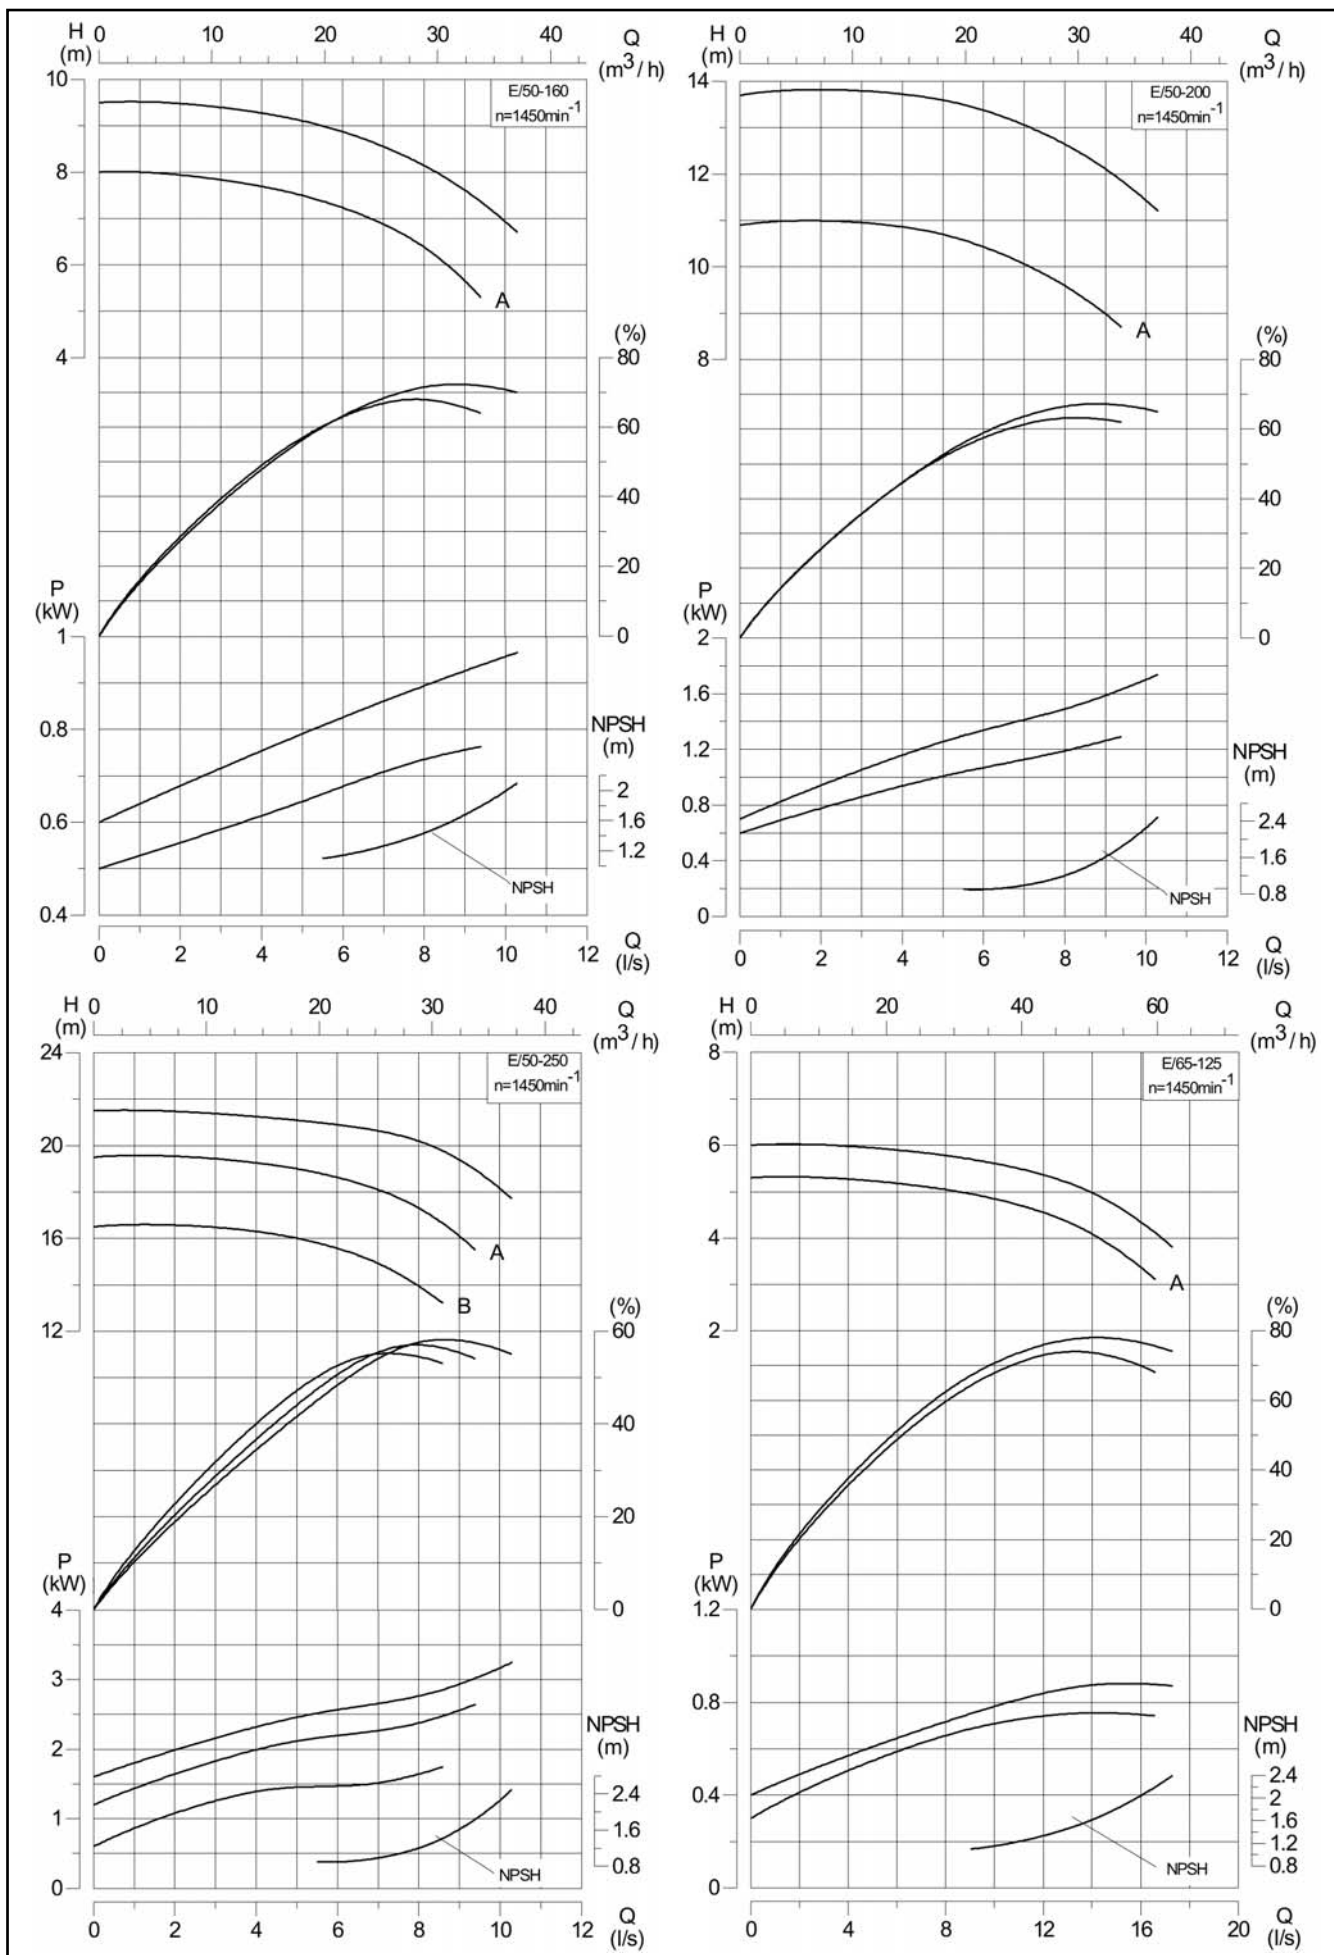 H 0 10 20 30 40 Q
(m) (m³/h)
E/50-160
n=1450min⁻¹
10
8
6
4
A
(%)
80
60
40
20
0
P
(kW)
1
0.8
0.6
0.4
NPSH
(m)
2
1.6
1.2
NPSH
0 2 4 6 8 10 12
Q
(l/s)
H 0 10 20 30 40 Q
(m) (m³/h)
E/50-200
n=1450min⁻¹
14
12
10
8
A
(%)
80
60
40
20
0
P
(kW)
2
1.6
1.2
0.8
0.4
0
NPSH
(m)
2.4
1.6
0.8
NPSH
0 2 4 6 8 10 12
Q
(l/s)
H 0 10 20 30 40 Q
(m) (m³/h)
E/50-250
n=1450min⁻¹
24
20
16
12
A
B
(%)
60
40
20
0
P
(kW)
4
3
2
1
0
NPSH
(m)
2.4
1.6
0.8
NPSH
0 2 4 6 8 10 12
Q
(l/s)
H 0 20 40 60 Q
(m) (m³/h)
E/65-125
n=1450min⁻¹
8
6
4
2
A
(%)
80
60
40
20
0
P
(kW)
1.2
0.8
0.4
0
NPSH
(m)
2.4
2
1.6
1.2
0.8
NPSH
0 4 8 12 16 20
Q
(l/s)